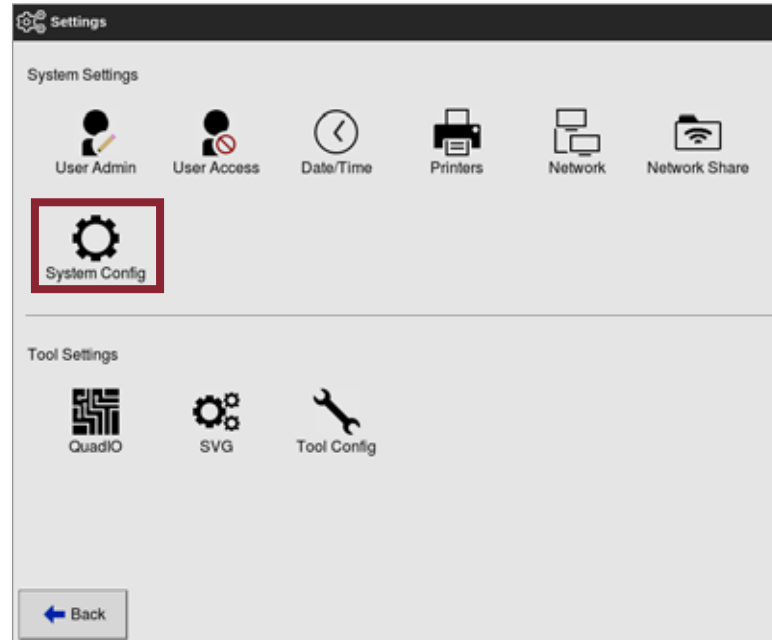 Settings
System Settings
User Admin User Access Date/Time Printers Network Network Share
System Config
Tool Settings
QuadIO SVG Tool Config
Back